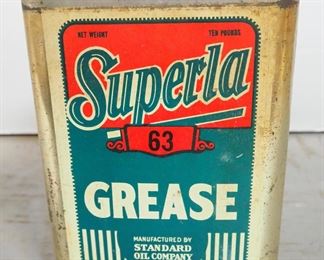 NET WEIGHT TEN POUNDS
Superla
63
GREASE
MANUFACTURED BY
STANDARD
OIL COMPANY